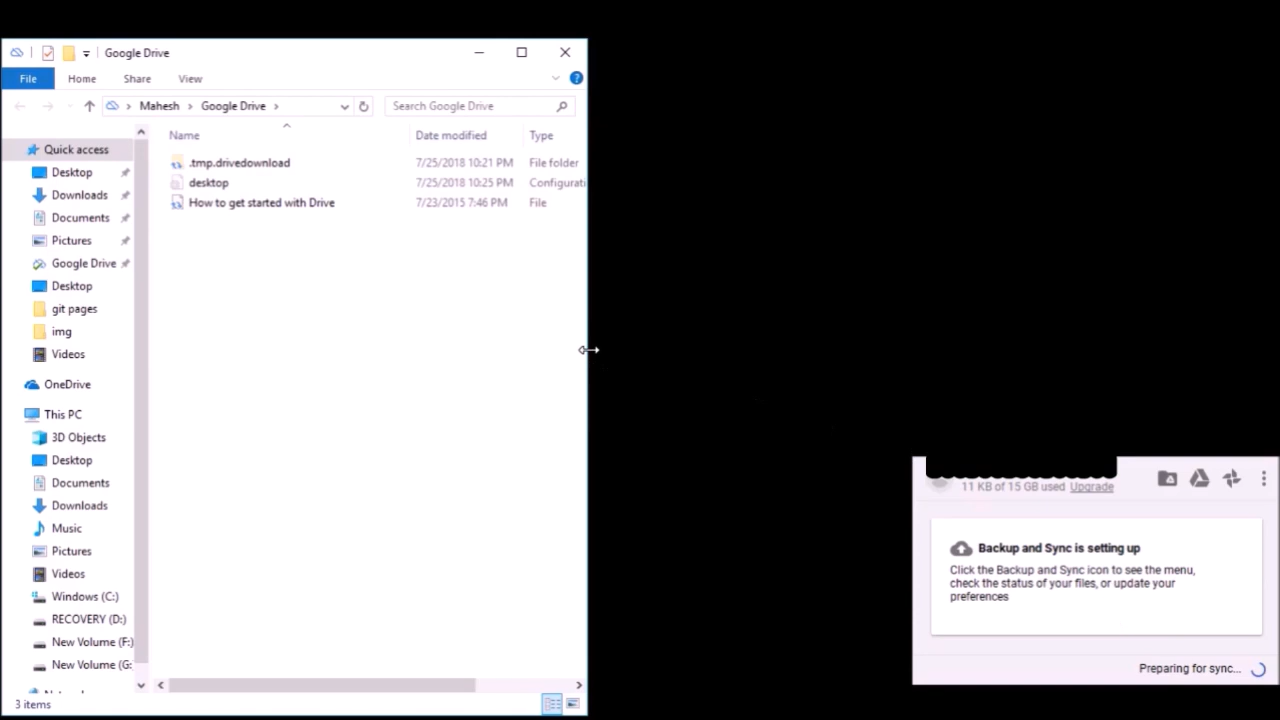 Google Drive
File Home Share View
Mahesh Google Drive Search Google Drive
Name Date modified Type
Quick access
Desktop
Downloads
Documents
Pictures
Google Drive
Desktop
git pages
img
Videos
OneDrive
This PC
3D Objects
Desktop
Documents
Downloads
Music
Pictures
Videos
Windows (C:)
RECOVERY (D:)
New Volume (F:)
New Volume (G:
.tmp.drivedownload 7/25/2018 10:21 PM File folder
desktop 7/25/2018 10:25 PM Configurati
How to get started with Drive 7/23/2015 7:46 PM File
3 items
11 KB of 15 GB used Upgrade
Backup and Sync is setting up
Click the Backup and Sync icon to see the menu,
check the status of your files, or update your
preferences
Preparing for sync...